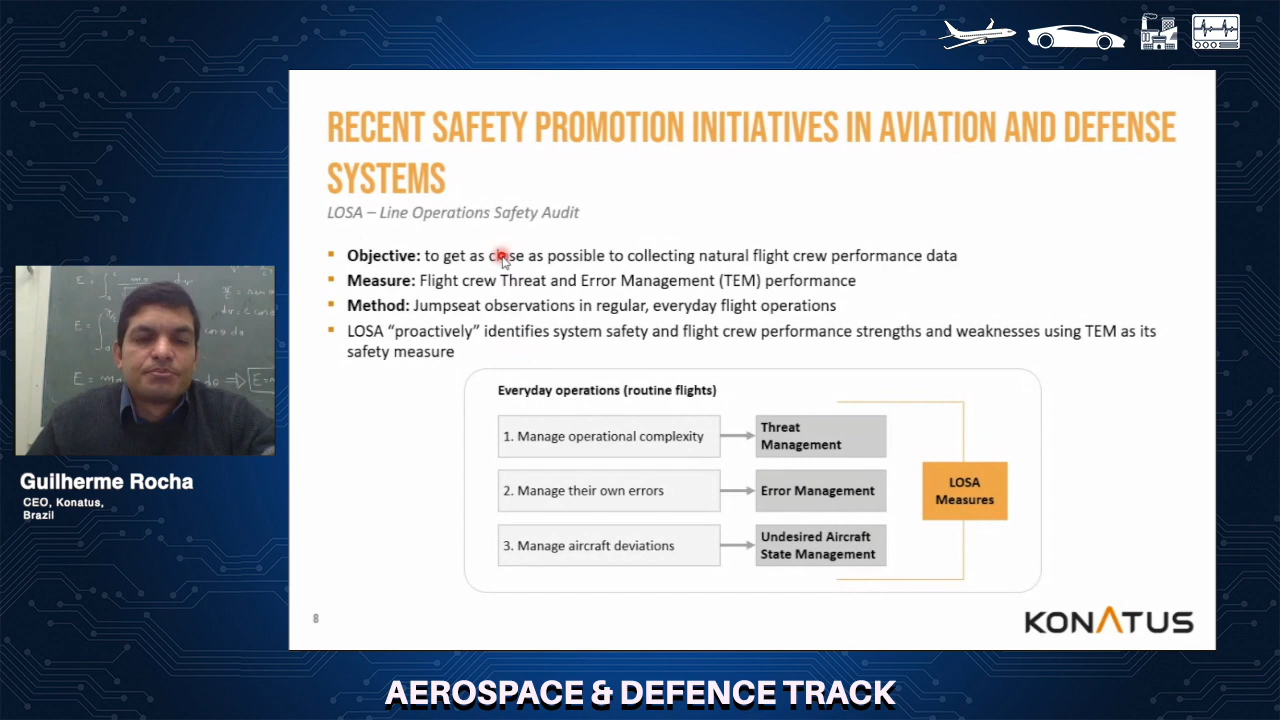 RECENT SAFETY PROMOTION INITIATIVES IN AVIATION AND DEFENSE
SYSTEMS
LOSA – Line Operations Safety Audit
▪ Objective: to get as close as possible to collecting natural flight crew performance data
▪ Measure: Flight crew Threat and Error Management (TEM) performance
▪ Method: Jumpseat observations in regular, everyday flight operations
▪ LOSA “proactively” identifies system safety and flight crew performance strengths and weaknesses using TEM as its
safety measure
Everyday operations (routine flights)
1. Manage operational complexity
Threat
Management
2. Manage their own errors
Error Management
3. Manage aircraft deviations
Undesired Aircraft
State Management
LOSA
Measures
8
KONATUS
Guilherme Rocha
CEO, Konatus,
Brazil
AEROSPACE & DEFENCE TRACK